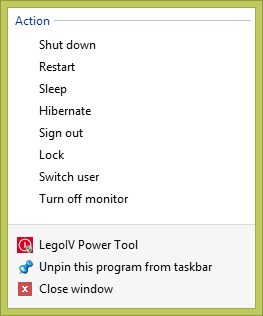 Action
Shut down
Restart
Sleep
Hibernate
Sign out
Lock
Switch user
Turn off monitor
LegoIV Power Tool
Unpin this program from taskbar
Close window